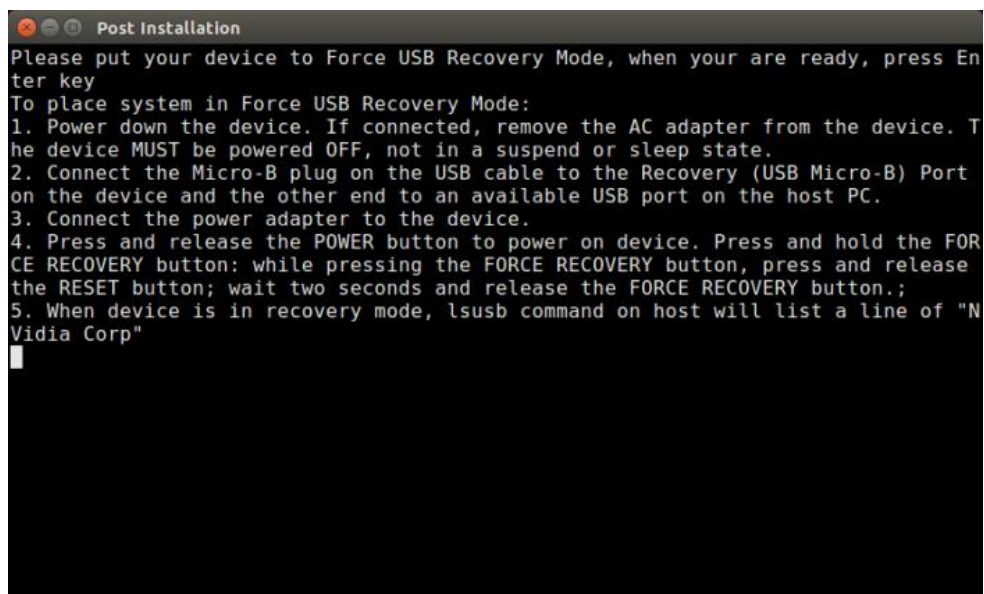 Post Installation
Please put your device to Force USB Recovery Mode, when your are ready, press En
ter key
To place system in Force USB Recovery Mode:
1. Power down the device. If connected, remove the AC adapter from the device. T
he device MUST be powered OFF, not in a suspend or sleep state.
2. Connect the Micro-B plug on the USB cable to the Recovery (USB Micro-B) Port
on the device and the other end to an available USB port on the host PC.
3. Connect the power adapter to the device.
4. Press and release the POWER button to power on device. Press and hold the FOR
CE RECOVERY button: while pressing the FORCE RECOVERY button, press and release
the RESET button; wait two seconds and release the FORCE RECOVERY button.;
5. When device is in recovery mode, lsusb command on host will list a line of "N
Vidia Corp"